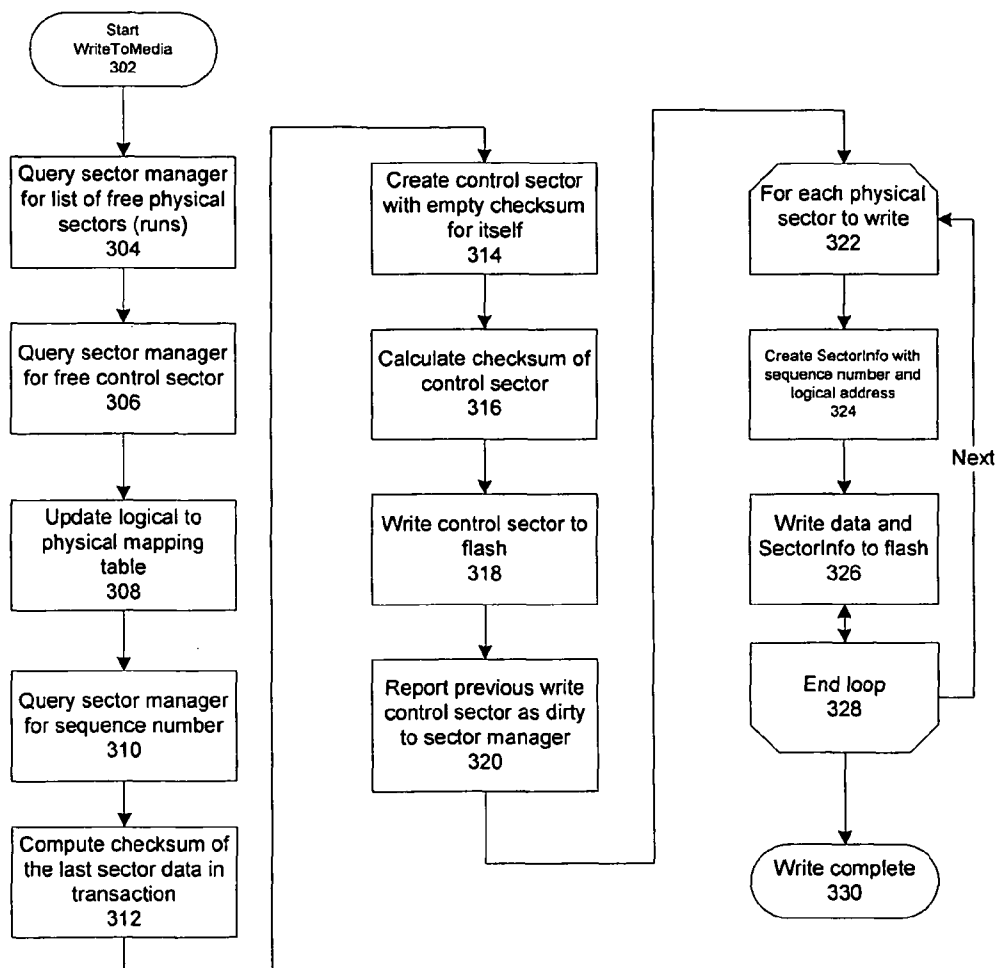 Start
WriteToMedia
302
Query sector manager
for list of free physical
sectors (runs)
304
Query sector manager
for free control sector
306
Update logical to
physical mapping
table
308
Query sector manager
for sequence number
310
Compute checksum of
the last sector data in
transaction
312
Create control sector
with empty checksum
for itself
314
Calculate checksum of
control sector
316
Write control sector to
flash
318
Report previous write
control sector as dirty
to sector manager
320
For each physical
sector to write
322
Create SectorInfo with
sequence number and
logical address
324
Next
Write data and
SectorInfo to flash
326
End loop
328
Write complete
330